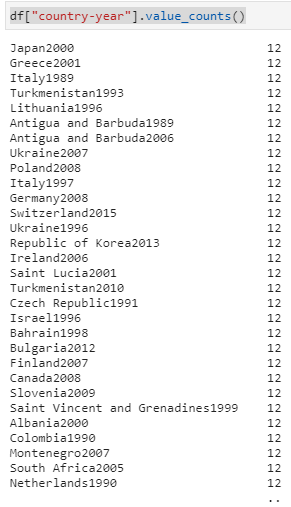 df["country-year"].value_counts()
Japan2000 12
Greece2001 12
Italy1989 12
Turkmenistan1993 12
Lithuania1996 12
Antigua and Barbuda1989 12
Antigua and Barbuda2006 12
Ukraine2007 12
Poland2008 12
Italy1997 12
Germany2008 12
Switzerland2015 12
Ukraine1996 12
Republic of Korea2013 12
Ireland2006 12
Saint Lucia2001 12
Turkmenistan2010 12
Czech Republic1991 12
Israel1996 12
Bahrain1998 12
Bulgaria2012 12
Finland2007 12
Canada2008 12
Slovenia2009 12
Saint Vincent and Grenadines1999 12
Albania2000 12
Colombia1990 12
Montenegro2007 12
South Africa2005 12
Netherlands1990 12
..